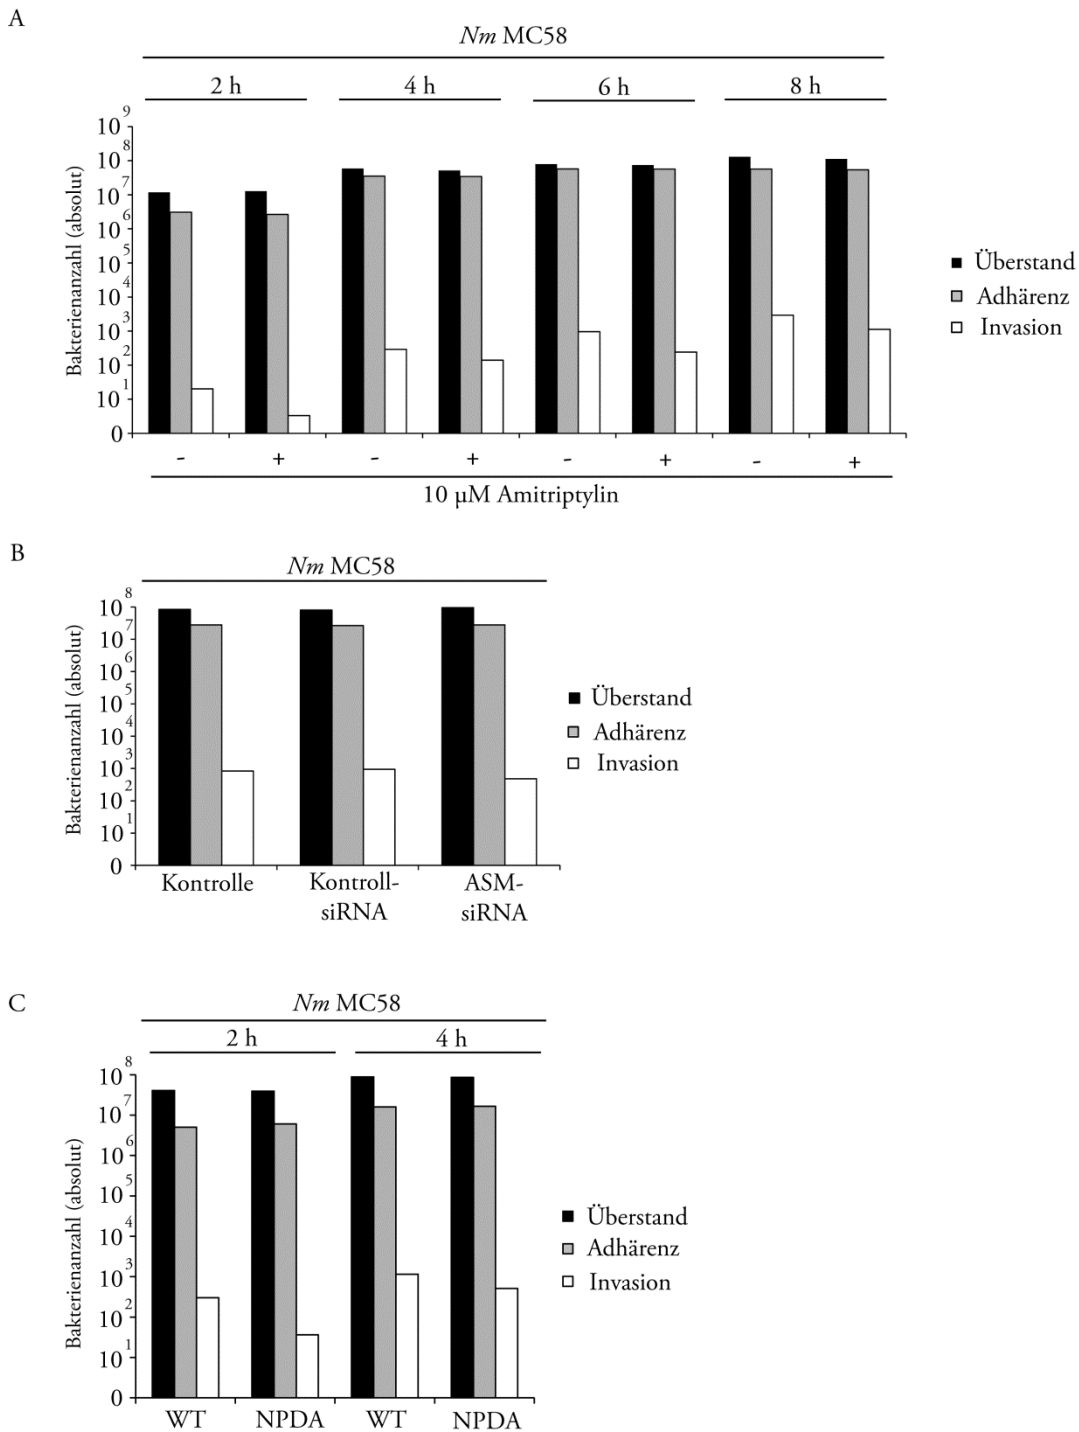 A
Nm MC58
2 h 4 h 6 h 8 h
Bakterienanzahl (absolut)
10^9
10^8
10^7
10^6
10^5
10^4
10^3
10^2
10^1
0
Überstand
Adhärenz
Invasion
- + - + - + - +
10 µM Amitriptylin
B
Nm MC58
Bakterienanzahl (absolut)
10^8
10^7
10^6
10^5
10^4
10^3
10^2
10^1
0
Überstand
Adhärenz
Invasion
Kontrolle Kontroll- ASM-
siRNA siRNA
C
Nm MC58
2 h 4 h
Bakterienanzahl (absolut)
10^8
10^7
10^6
10^5
10^4
10^3
10^2
10^1
0
Überstand
Adhärenz
Invasion
WT NPDA WT NPDA